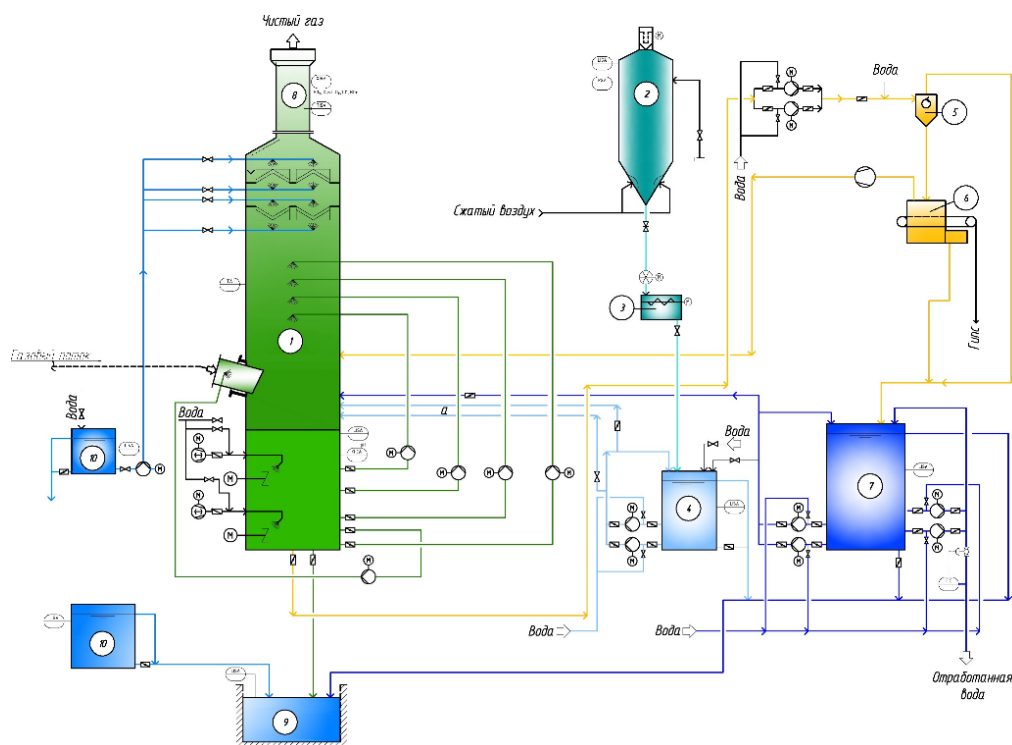 Чистый газ
8
2
М
М
Вода
5
М
Вода
6
Сжатый воздух
3
Гипс
1
Газовый поток
Вода
10
М
Вода
М
М
М
М
М
М
М
М
М
а
Вода
4
М
М
7
М
М
М
М
10
Вода
Вода
9
Отработанная
вода